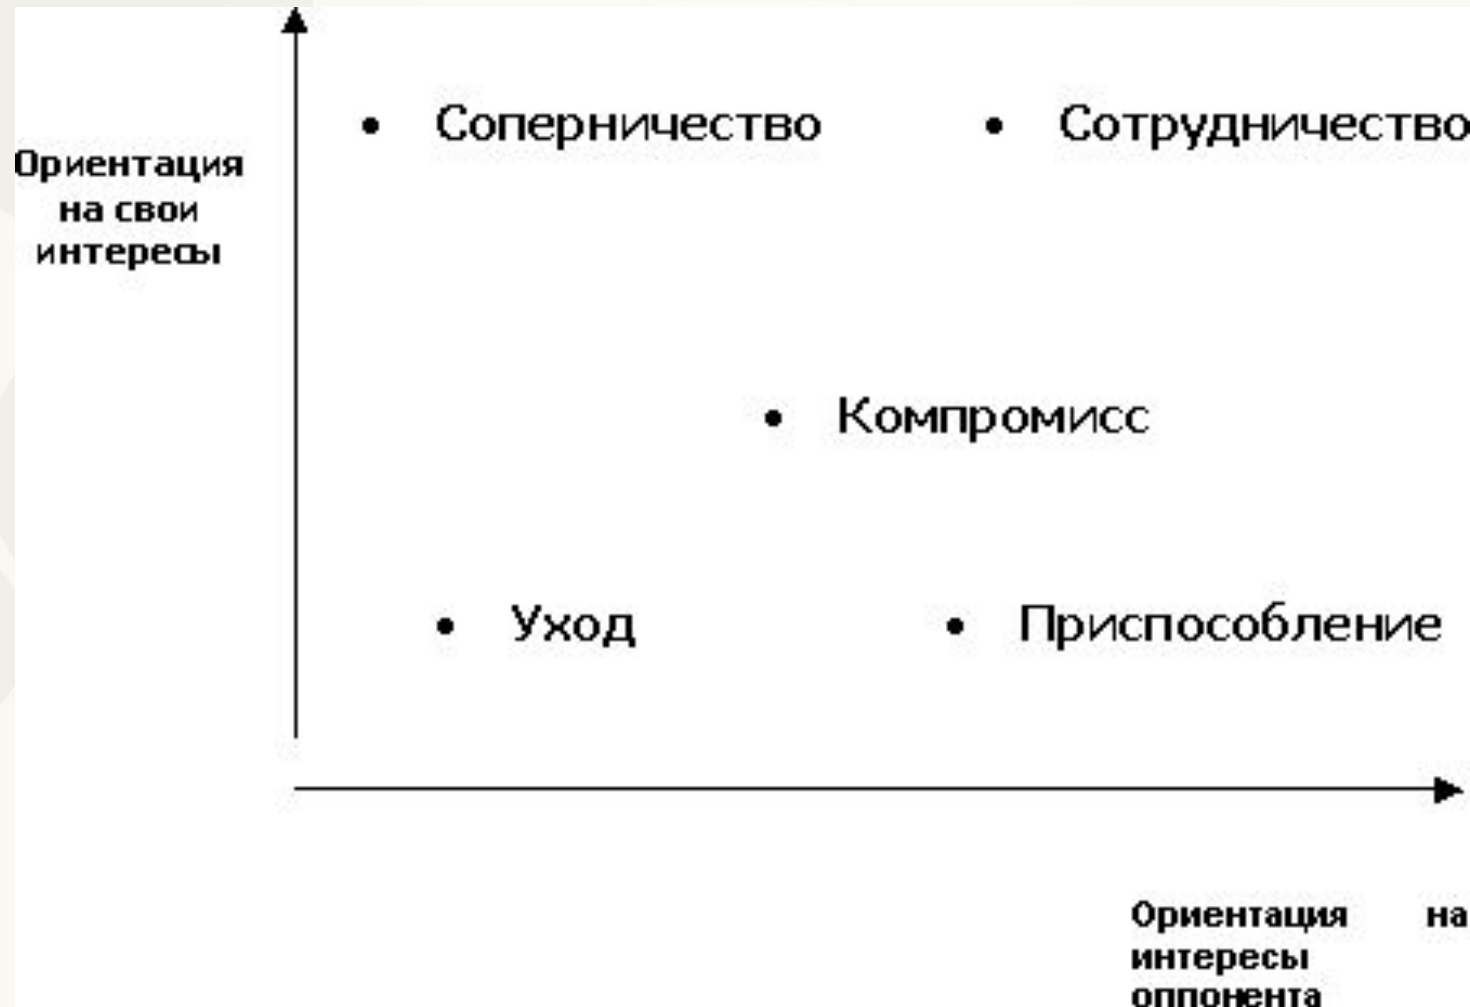 • Соперничество
• Сотрудничество
Ориентация
на свои
интересы
• Компромисс
• Уход
• Приспособление
Ориентация на
интересы
оппонента